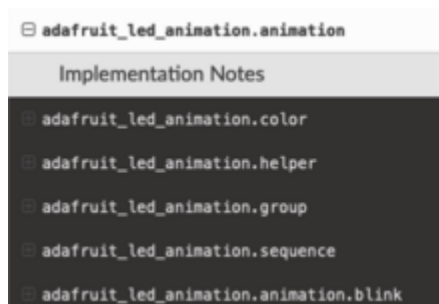 adafruit_led_animation.animation
Implementation Notes
adafruit_led_animation.color
adafruit_led_animation.helper
adafruit_led_animation.group
adafruit_led_animation.sequence
adafruit_led_animation.animation.blink